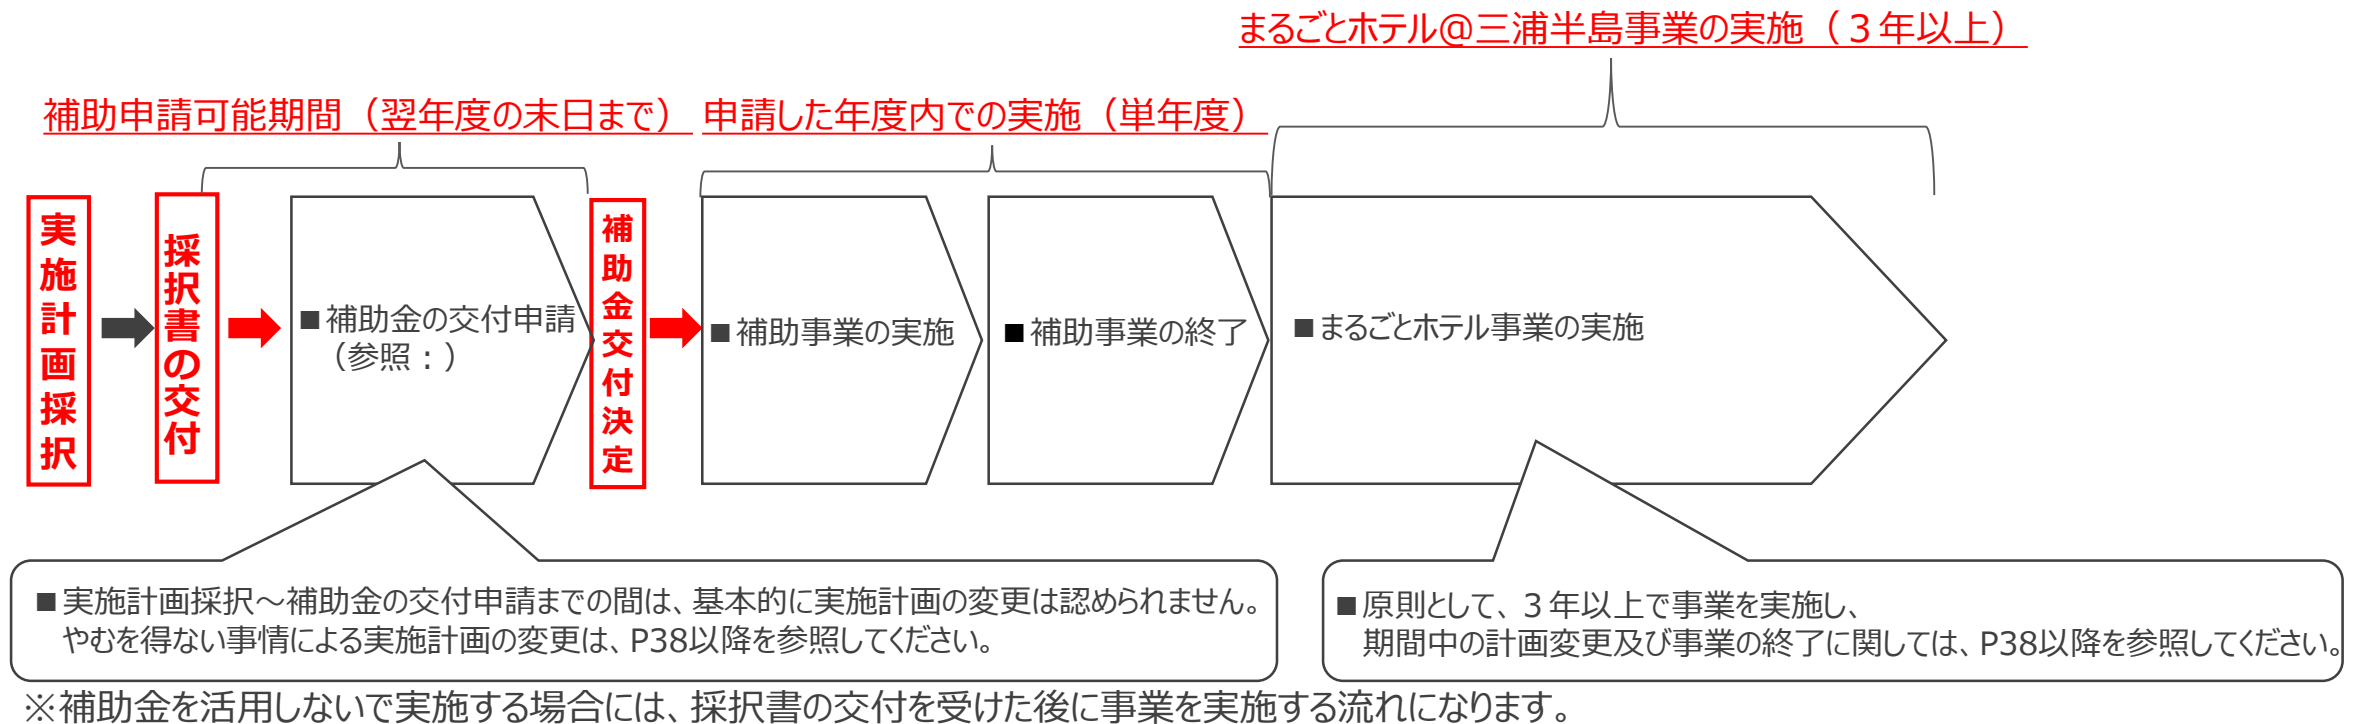 まるごとホテル@三浦半島事業の実施（３年以上）
補助申請可能期間（翌年度の末日まで）
申請した年度内での実施（単年度）
実施計画採択
採択書の交付
■補助金の交付申請
（参照：）
補助金交付決定
■補助事業の実施
■補助事業の終了
■まるごとホテル事業の実施
■実施計画採択～補助金の交付申請までの間は、基本的に実施計画の変更は認められません。
やむを得ない事情による実施計画の変更は、P38以降を参照してください。
■原則として、３年以上で事業を実施し、
期間中の計画変更及び事業の終了に関しては、P38以降を参照してください。
※補助金を活用しないで実施する場合には、採択書の交付を受けた後に事業を実施する流れになります。